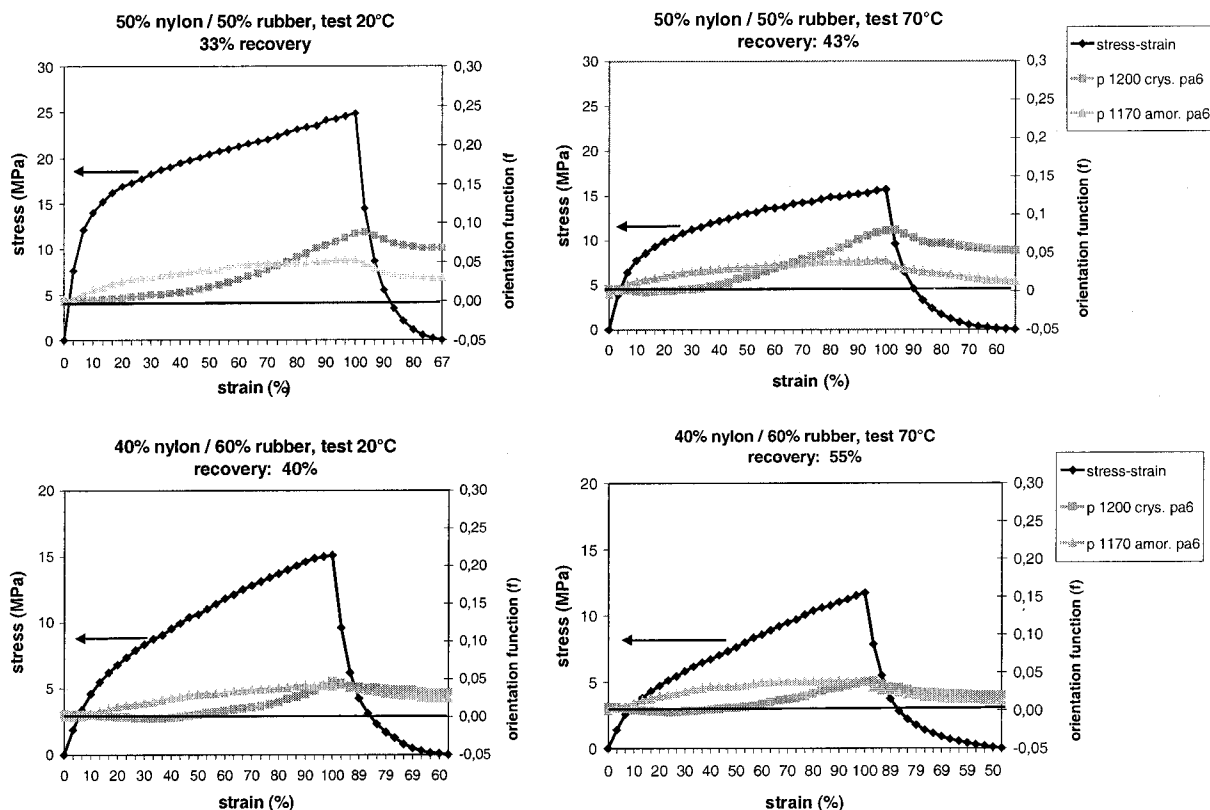 50% nylon / 50% rubber, test 20°C
33% recovery
30
25
20
15
10
5
0
stress (MPa)
0,30
0,25
0,20
0,15
0,10
0,05
0,00
-0,05
orientation function (f
0 10 20 30 40 50 60 70 80 90 100 90 80 67
strain (%)
50% nylon / 50% rubber, test 70°C
recovery: 43%
30
25
20
15
10
5
0
stress (MPa)
0,3
0,25
0,2
0,15
0,1
0,05
0
-0,05
orientation function (f)
0 10 20 30 40 50 60 70 80 90 100 90 80 70 60
strain (%)
stress-strain
p 1200 crys. pa6
p 1170 amor. pa6
40% nylon / 60% rubber, test 20°C
recovery: 40%
20
15
10
5
0
stress (MPa)
0,30
0,25
0,20
0,15
0,10
0,05
0,00
-0,05
orientation function (f)
0 10 20 30 40 50 60 70 80 90 100 89 79 69 60
strain (%)
40% nylon / 60% rubber, test 70°C
recovery: 55%
20
15
10
5
0
stress (MPa)
0,30
0,25
0,20
0,15
0,10
0,05
0,00
-0,05
orientation function (f)
0 10 20 30 40 50 60 70 80 90 100 89 79 69 59 50
strain (%)
stress-strain
p 1200 crys. pa6
p 1170 amor. pa6